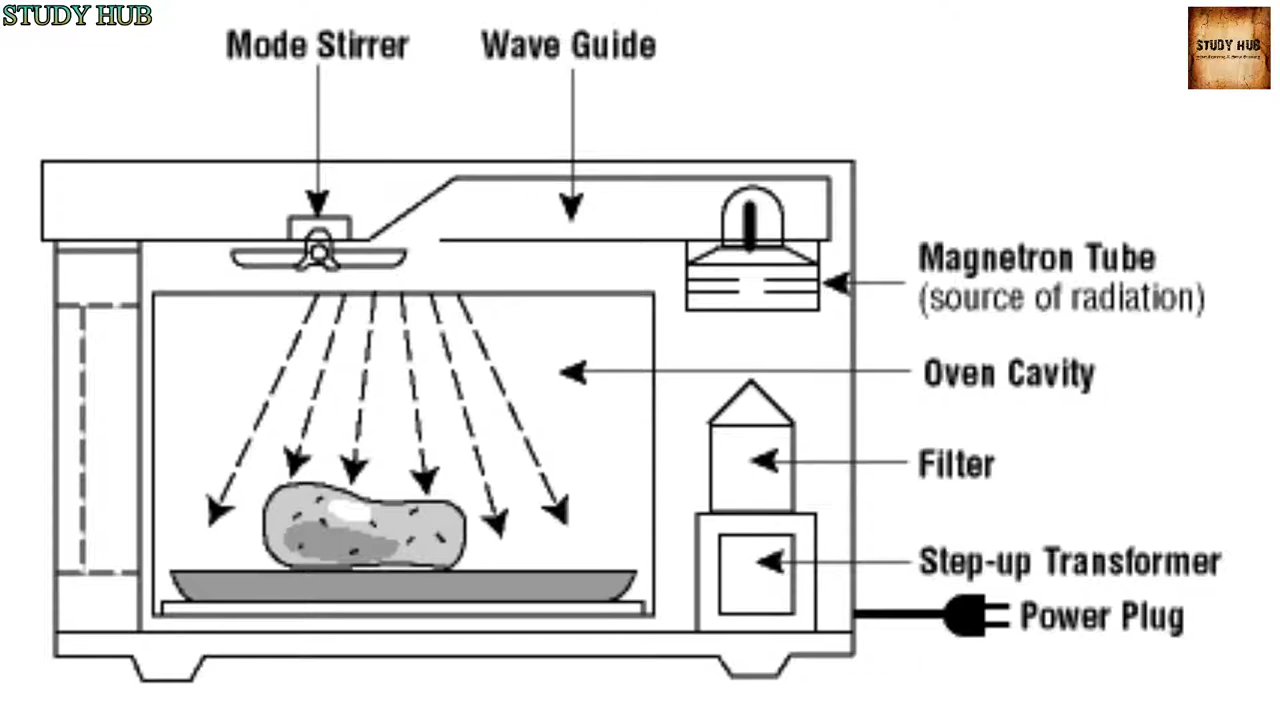 STUDY HUB
Mode Stirrer
Wave Guide
STUDY HUB
Magnetron Tube
(source of radiation)
Oven Cavity
Filter
Step-up Transformer
Power Plug